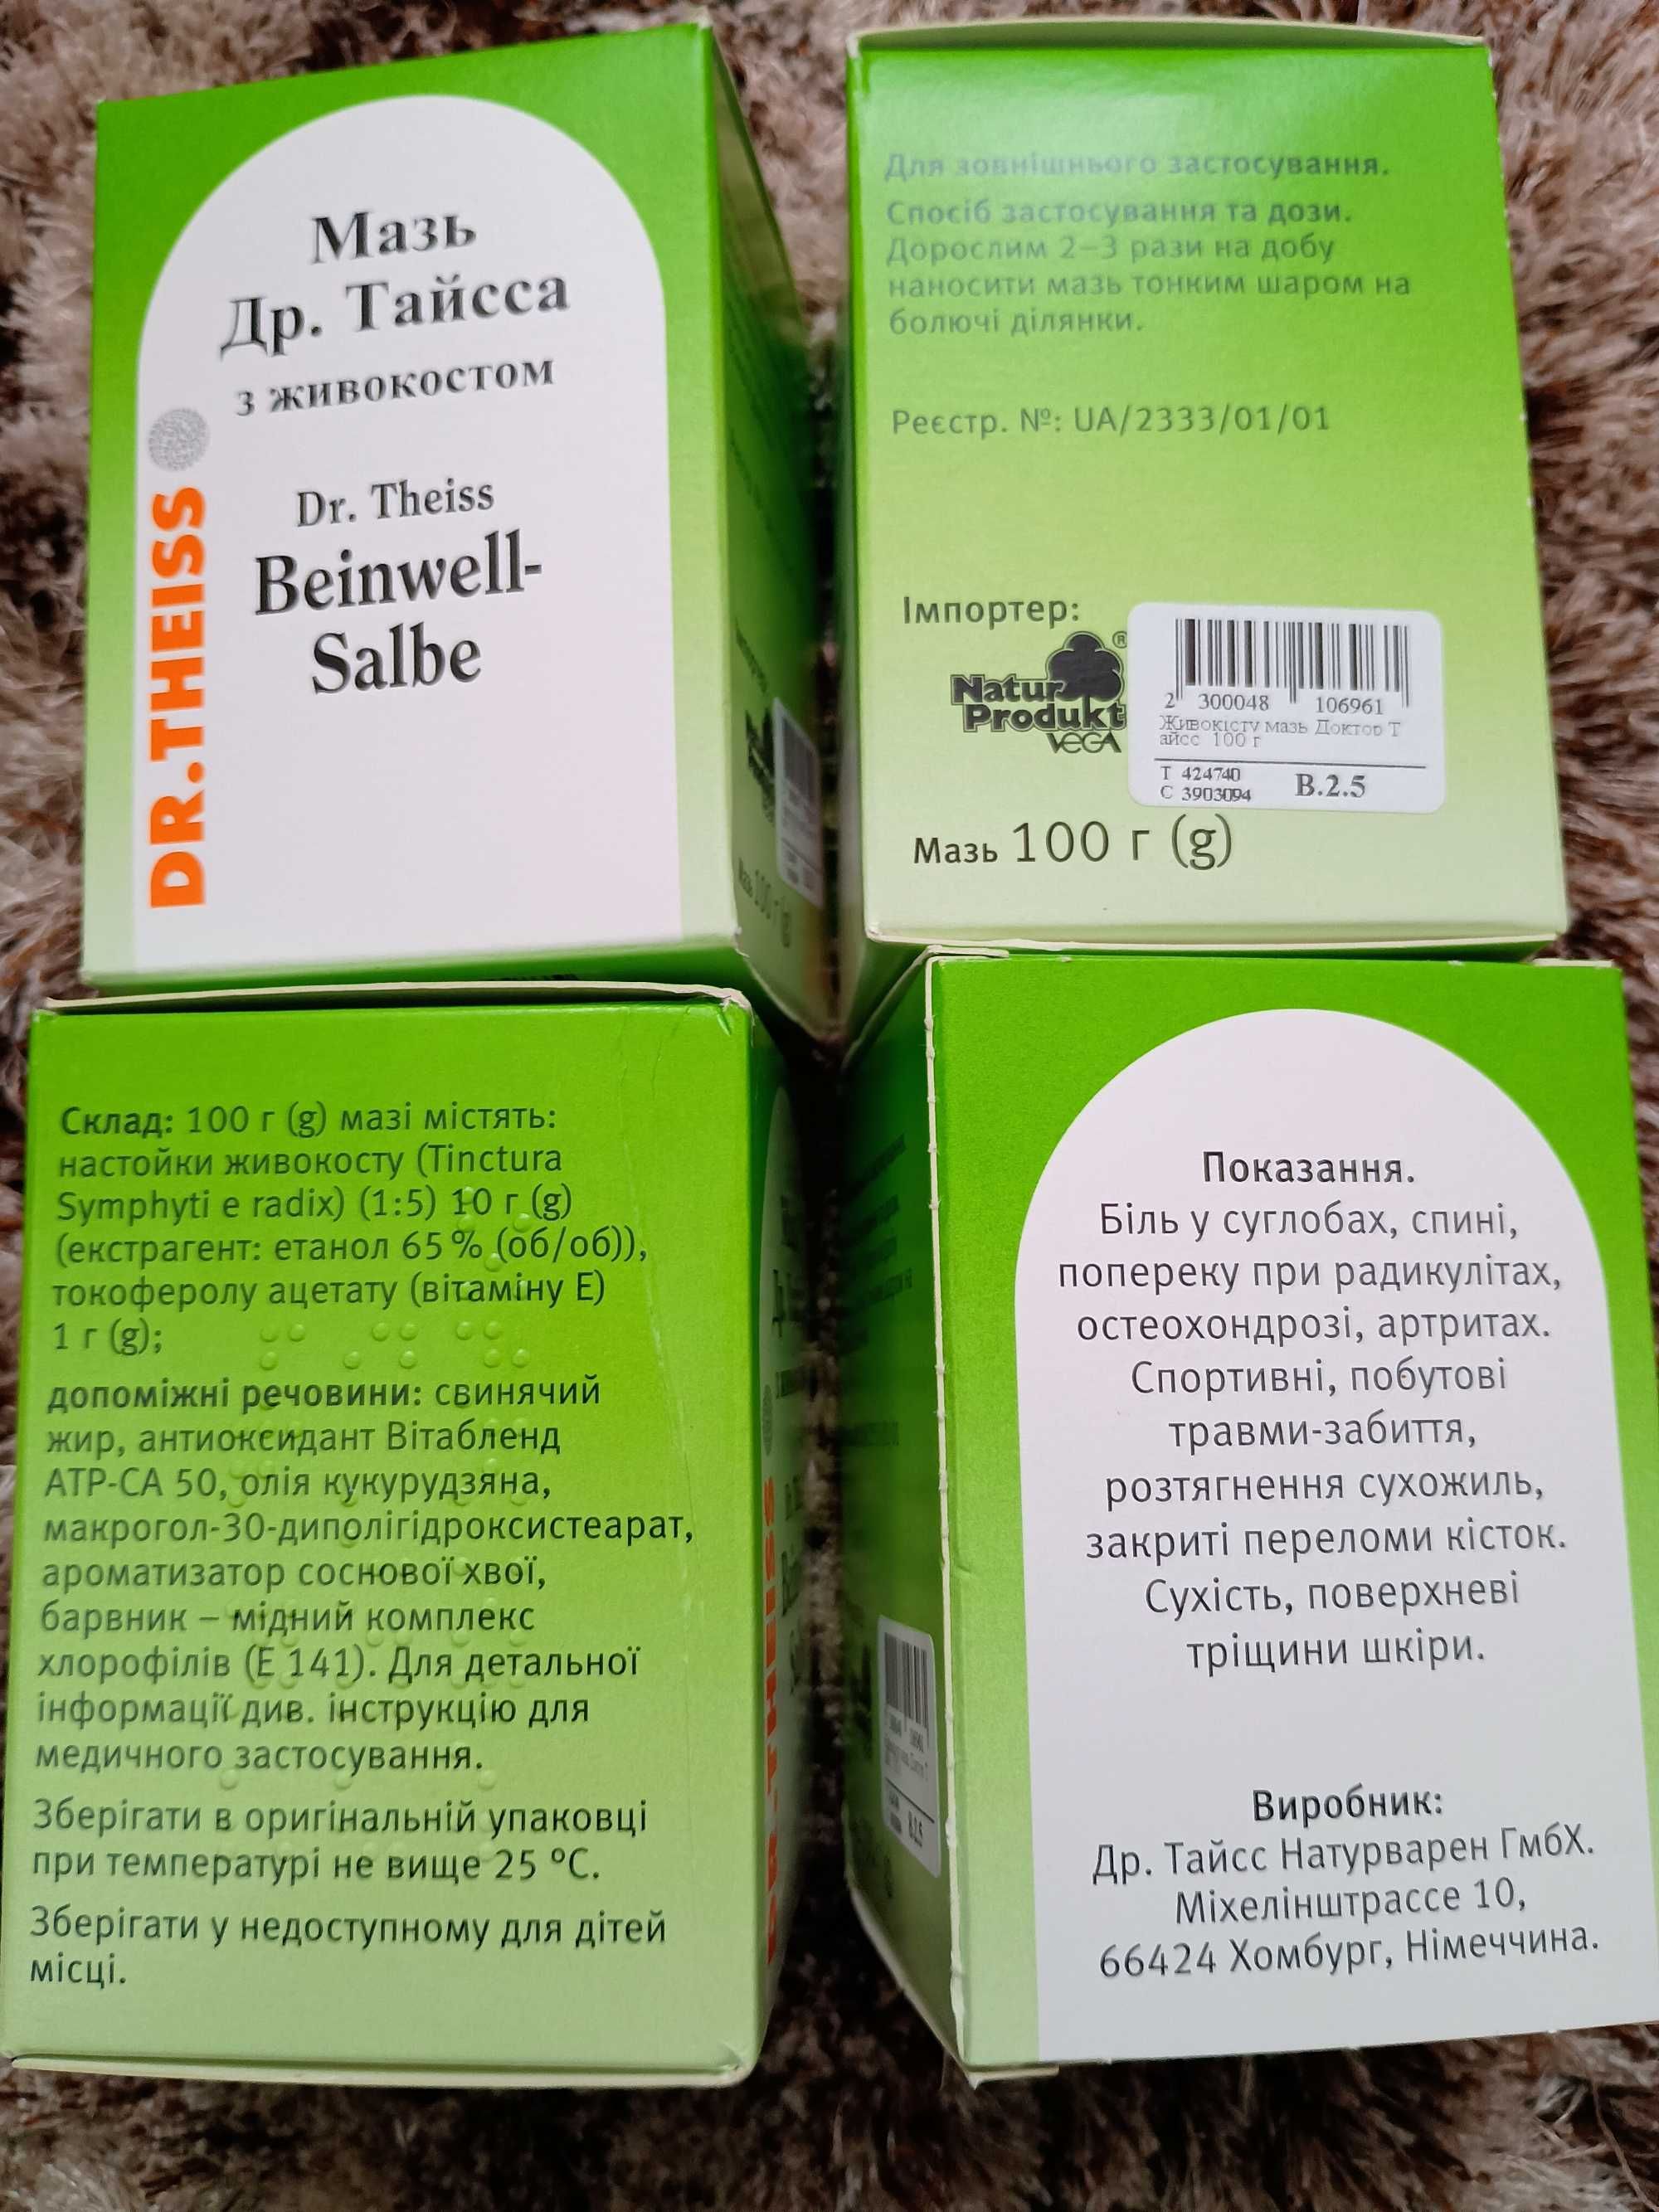 Мазь
Др. Тайсса
з живокостом
DR.THEISS
Dr. Theiss
Beinwell-
Salbe
Для зовнішнього застосування.
Спосіб застосування та дози.
Дорослим 2–3 рази на добу
наносити мазь тонким шаром на
болючі ділянки.
Реєстр. №: UA/2333/01/01
Імпортер:
Natur ®
Produkt
VEGA
2 300048 106961
Живокісту мазь Доктор Т
айсс 100 г
Т 424740
С 3903094
В.2.5
Мазь 100 г (g)
Склад: 100 г (g) мазі містять:
настойки живокосту (Tinctura
Symphyti e radix) (1:5) 10 г (g)
(екстрагент: етанол 65 % (об/об)),
токоферолу ацетату (вітаміну Е)
1 г (g);
допоміжні речовини: свинячий
жир, антиоксидант Вітабленд
АТР-СА 50, олія кукурудзяна,
макрогол-30-диполігідроксистеарат,
ароматизатор соснової хвої,
барвник – мідний комплекс
хлорофілів (Е 141). Для детальної
інформації див. інструкцію для
медичного застосування.
Зберігати в оригінальній упаковці
при температурі не вище 25 °С.
Зберігати у недоступному для дітей
місці.
Показання.
Біль у суглобах, спині,
попереку при радикулітах,
остеохондрозі, артритах.
Спортивні, побутові
травми-забиття,
розтягнення сухожиль,
закриті переломи кісток.
Сухість, поверхневі
тріщини шкіри.
Виробник:
Др. Тайсс Натурварен ГмбХ.
Міхелінштрассе 10,
66424 Хомбург, Німеччина.